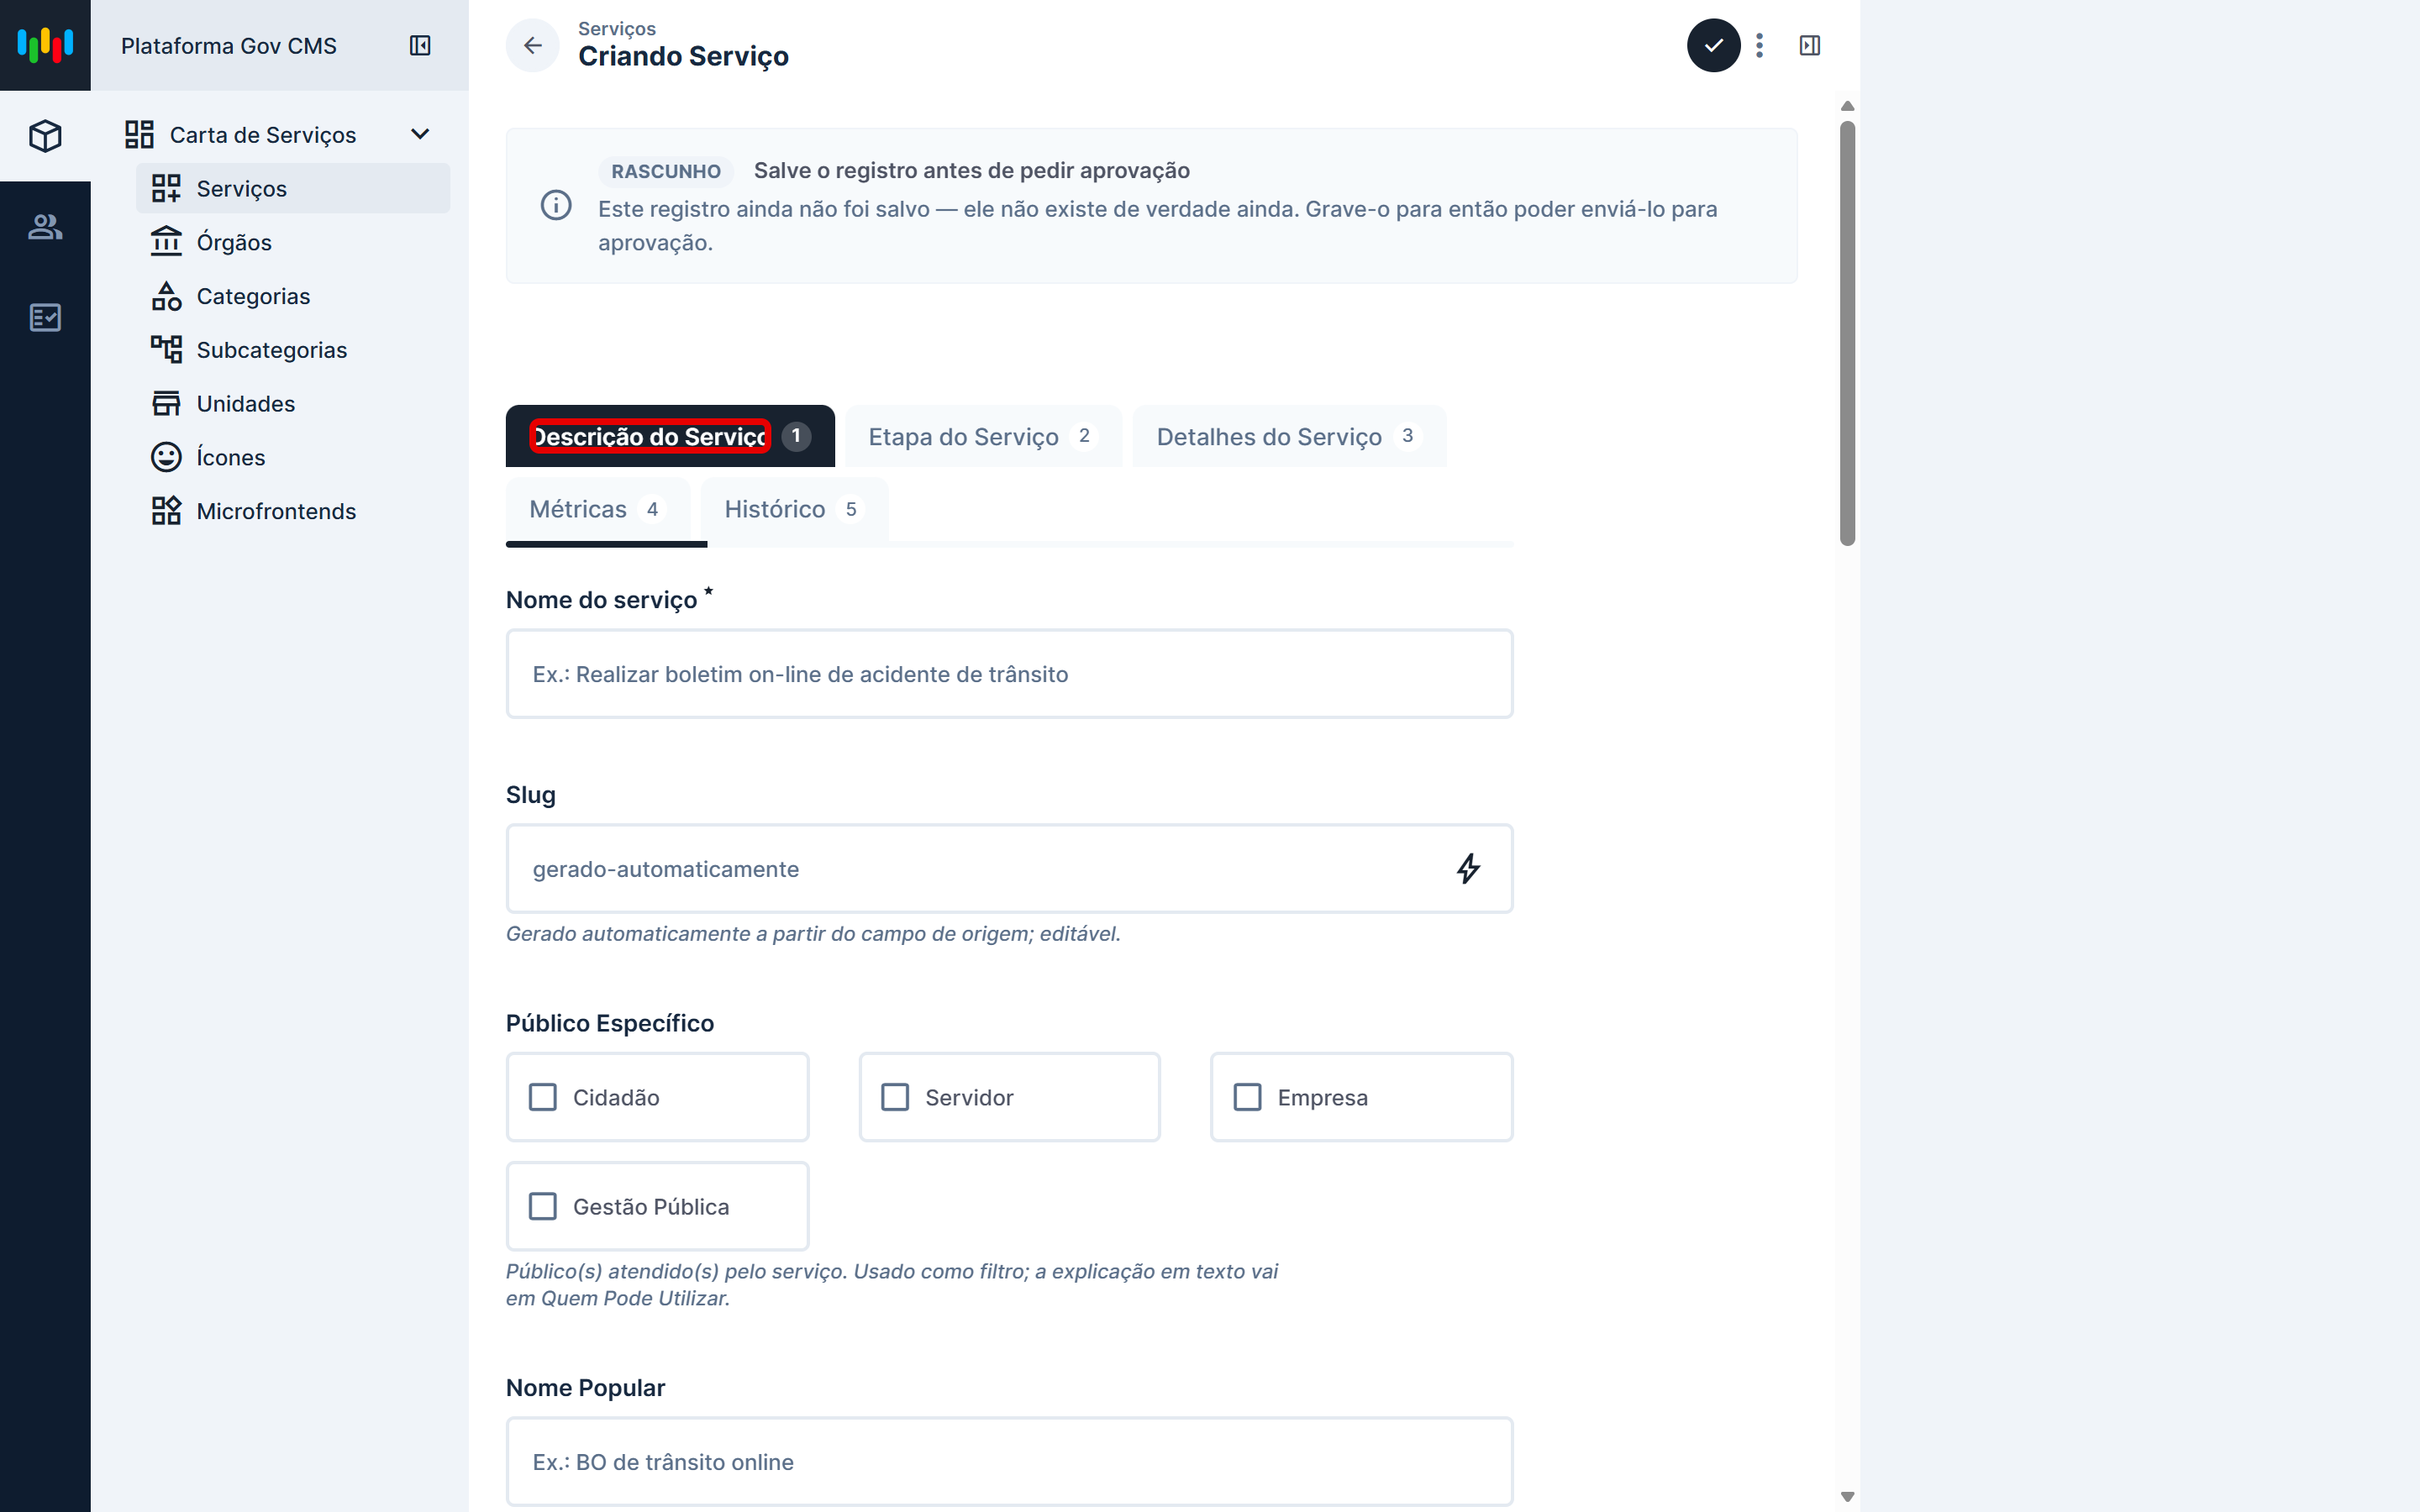 Plataforma Gov CMS
Carta de Serviços
Serviços
Órgãos
Categorias
Subcategorias
Unidades
Ícones
Microfrontends
Serviços
Criando Serviço
RASCUNHO Salve o registro antes de pedir aprovação
Este registro ainda não foi salvo — ele não existe de verdade ainda. Grave-o para então poder enviá-lo para
aprovação.
Descrição do Serviço 1
Etapa do Serviço 2
Detalhes do Serviço 3
Métricas 4
Histórico 5
Nome do serviço *
Ex.: Realizar boletim on-line de acidente de trânsito
Slug
gerado-automaticamente
Gerado automaticamente a partir do campo de origem; editável.
Público Específico
Cidadão
Servidor
Empresa
Gestão Pública
Público(s) atendido(s) pelo serviço. Usado como filtro; a explicação em texto vai
em Quem Pode Utilizar.
Nome Popular
Ex.: BO de trânsito online